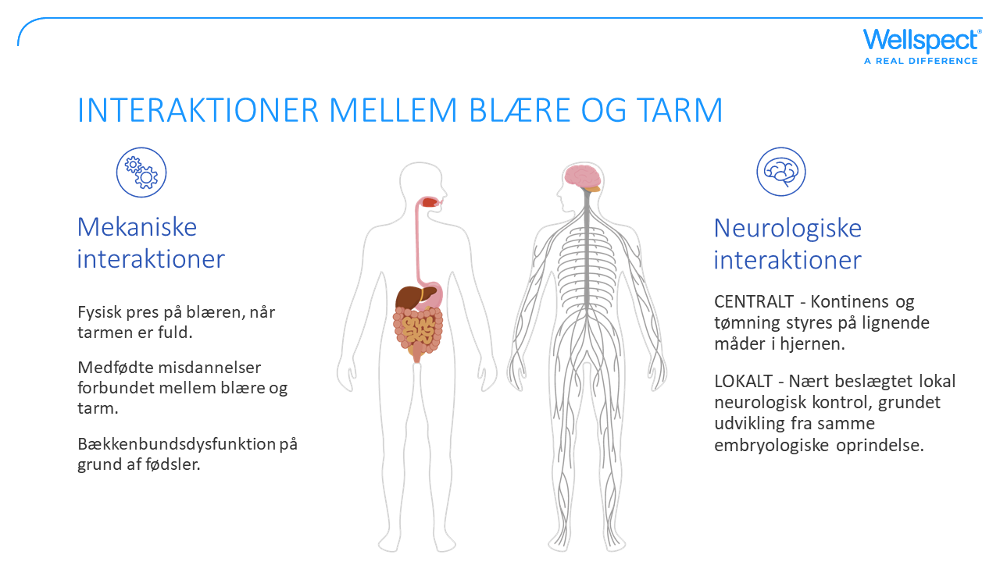 Wellspect®
A REAL DIFFERENCE
INTERAKTIONER MELLEM BLÆRE OG TARM
Mekaniske
interaktioner
Fysisk pres på blæren, når
tarmen er fuld.
Medfødte misdannelser
forbundet mellem blære og
tarm.
Bækkenbundsdysfunktion på
grund af fødsler.
Neurologiske
interaktioner
CENTRALT - Kontinens og
tømning styres på lignende
måder i hjernen.
LOKALT - Nært beslægtet lokal
neurologisk kontrol, grundet
udvikling fra samme
embryologiske oprindelse.